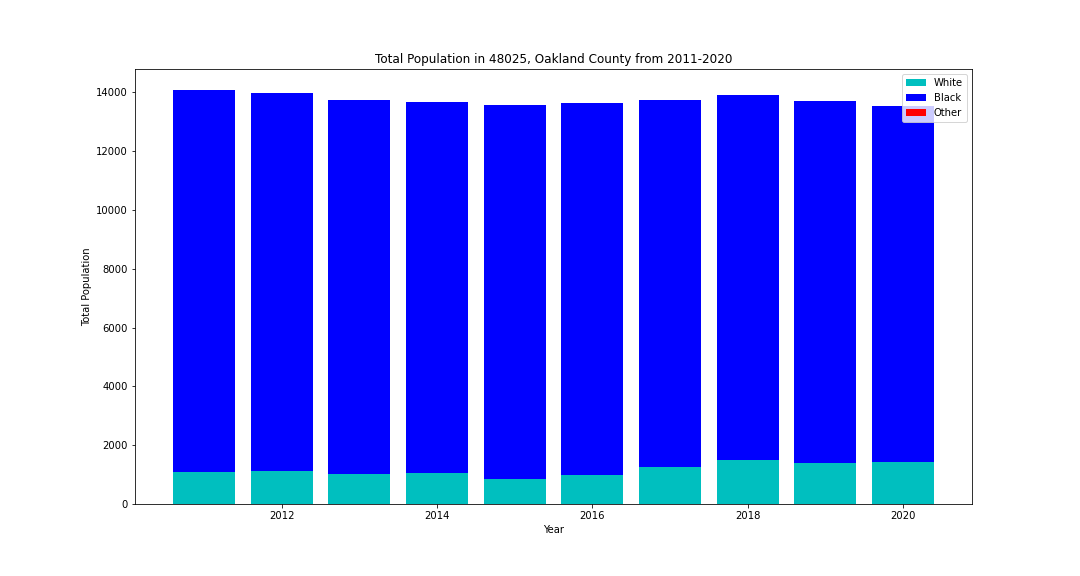 Total Population in 48025, Oakland County from 2011-2020
White
Black
Other
14000
12000
10000
8000
6000
4000
2000
0
Total Population
2012
2014
2016
2018
2020
Year